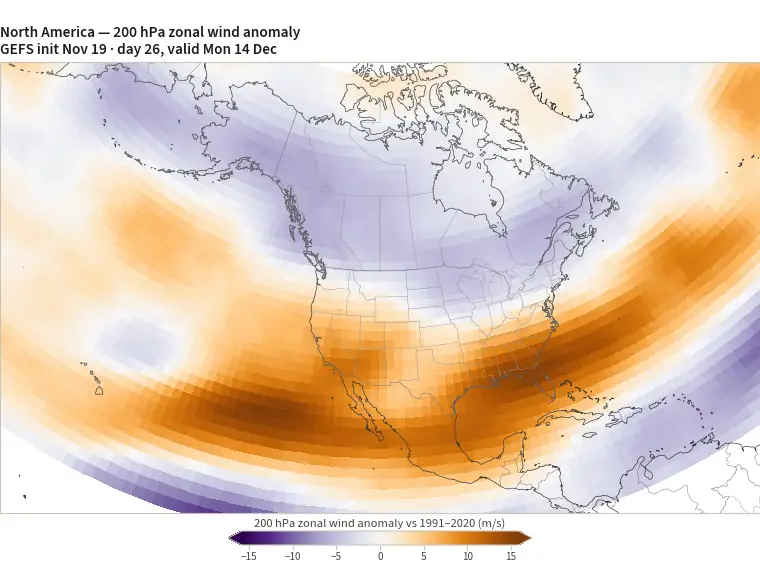 North America — 200 hPa zonal wind anomaly
GEFS init Nov 19 · day 26, valid Mon 14 Dec
200 hPa zonal wind anomaly vs 1991–2020 (m/s)
−15 −10 −5 0 5 10 15